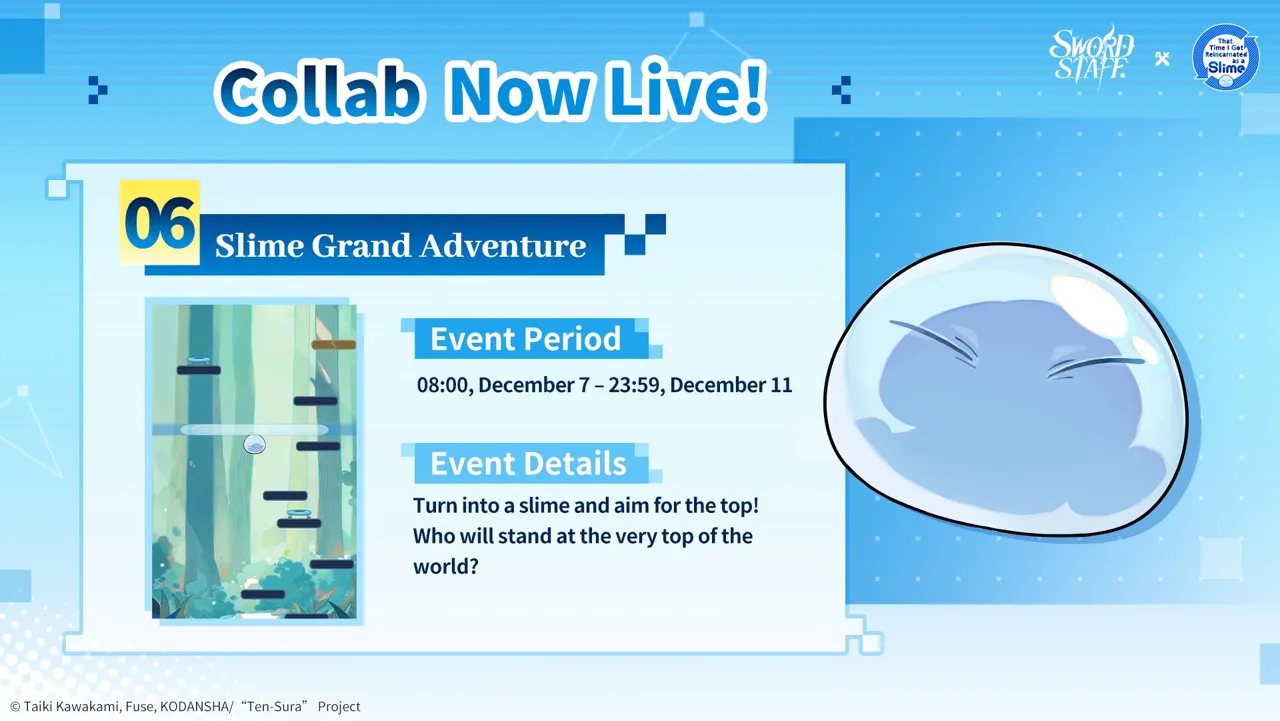 Collab Now Live!
SWORD
STAFF
That
Time I Got
Reincarnated
as a
Slime
06
Slime Grand Adventure
Event Period
08:00, December 7 – 23:59, December 11
Event Details
Turn into a slime and aim for the top!
Who will stand at the very top of the
world?
© Taiki Kawakami, Fuse, KODANSHA/ “Ten-Sura” Project